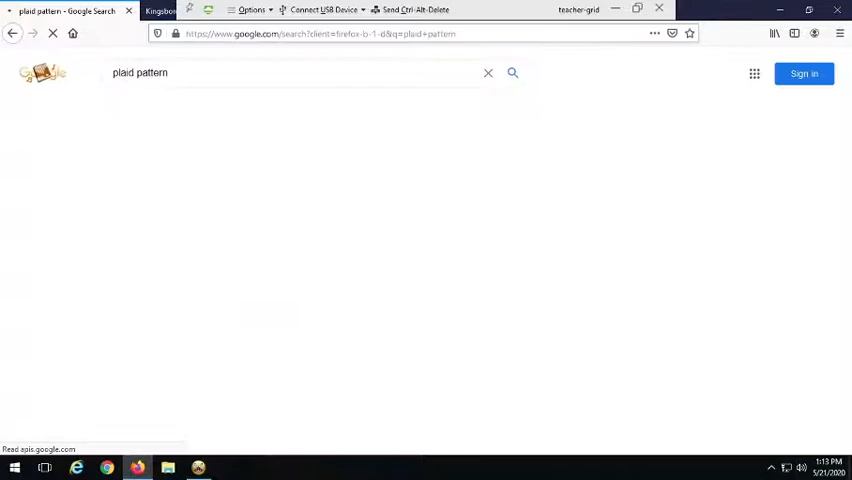 plaid pattern - Google Search
Kingsbo
Options
Connect USB Device
Send Ctrl-Alt-Delete
teacher-grid
https://www.google.com/search?client=firefox-b-1-d&q=plaid+pattern
plaid pattern
Sign in
Read apis.google.com
1:13 PM
5/21/2020